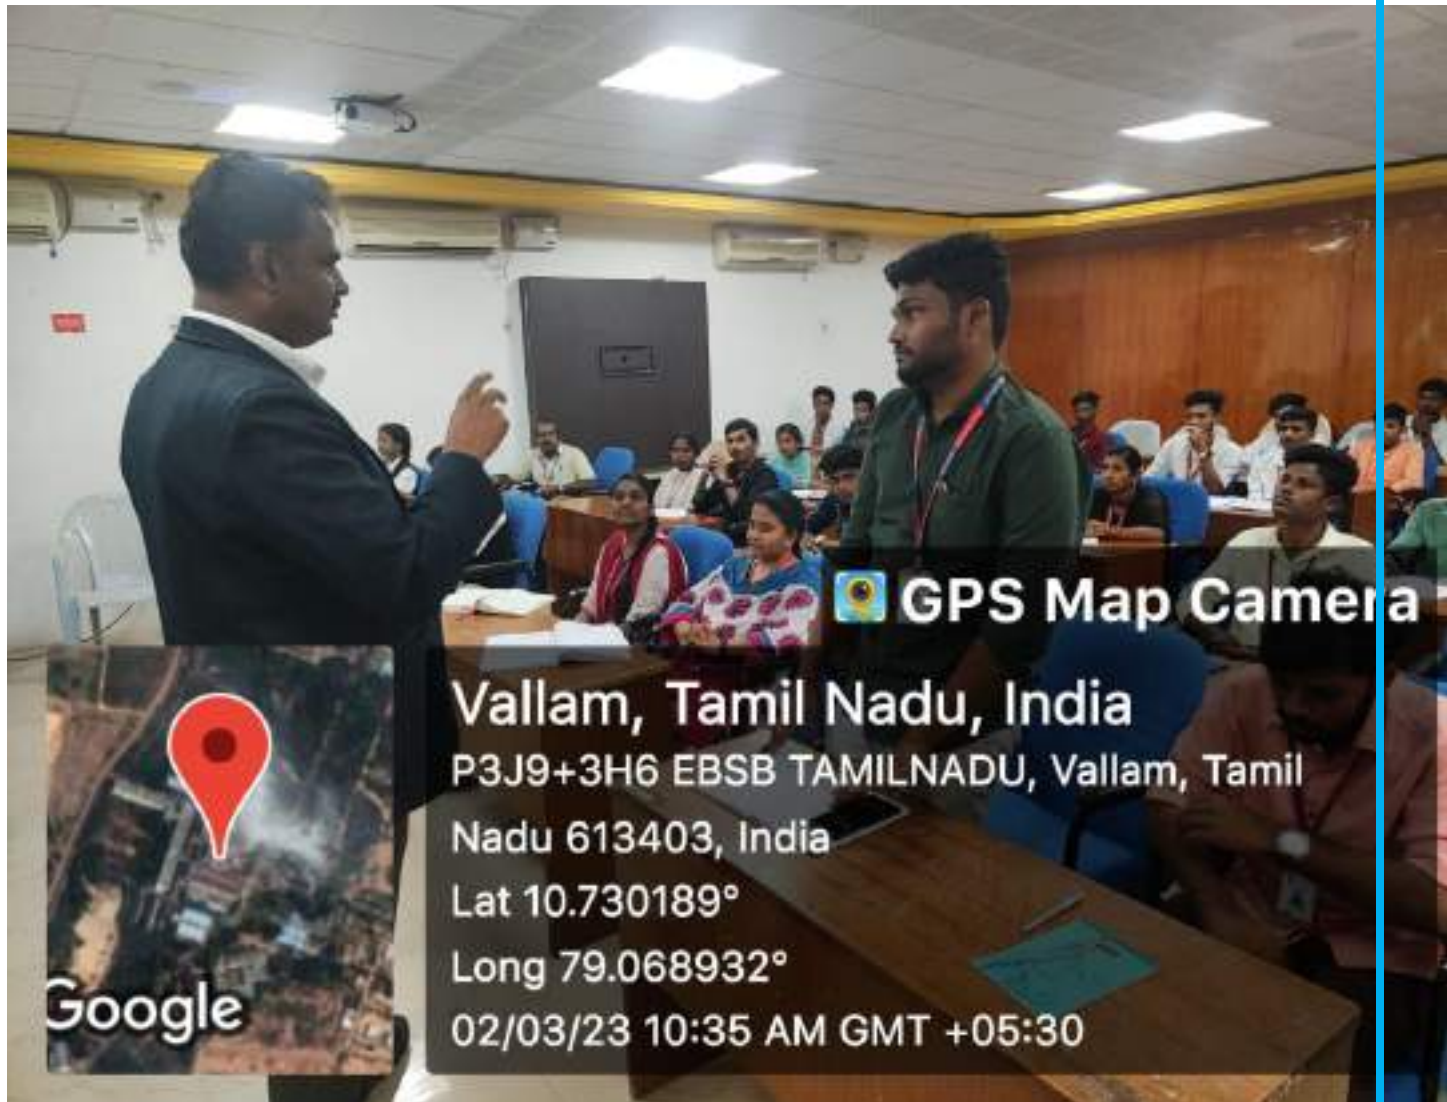 GPS Map Camera
Vallam, Tamil Nadu, India
P3J9+3H6 EBSB TAMILNADU, Vallam, Tamil
Nadu 613403, India
Lat 10.730189°
Long 79.068932°
02/03/23 10:35 AM GMT +05:30
Google